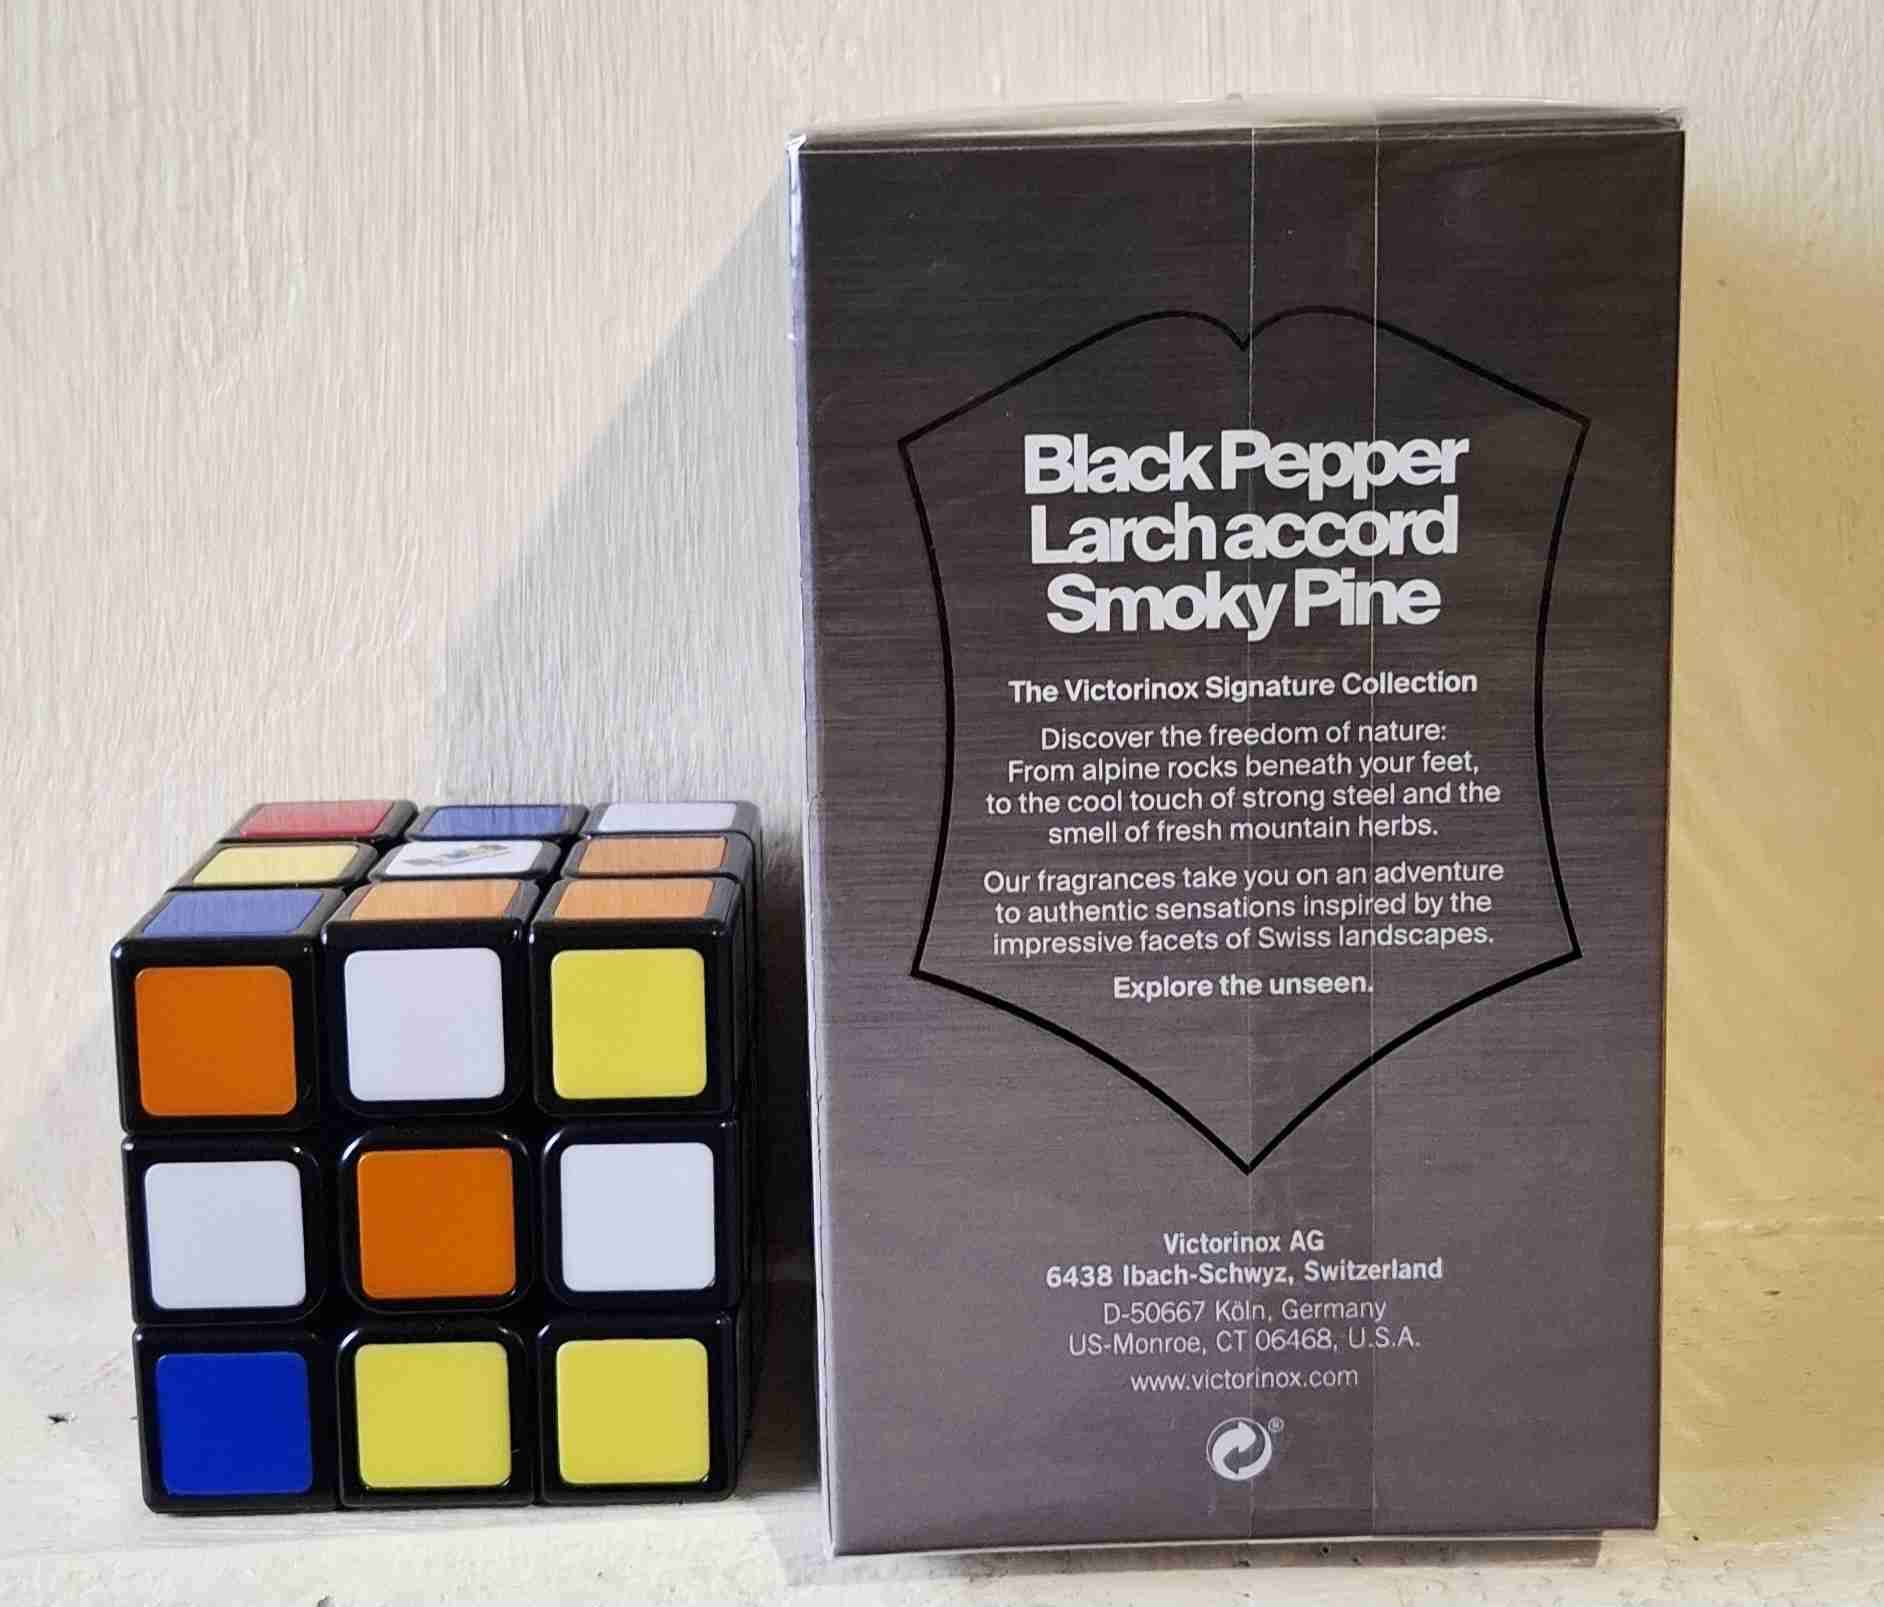 Black Pepper
Larch accord
Smoky Pine
The Victorinox Signature Collection
Discover the freedom of nature:
From alpine rocks beneath your feet,
to the cool touch of strong steel and the
smell of fresh mountain herbs.
Our fragrances take you on an adventure
to authentic sensations inspired by the
impressive facets of Swiss landscapes.
Explore the unseen.
Victorinox AG
6438 Ibach-Schwyz, Switzerland
D-50667 Köln, Germany
US-Monroe, CT 06468, U.S.A.
www.victorinox.com
®